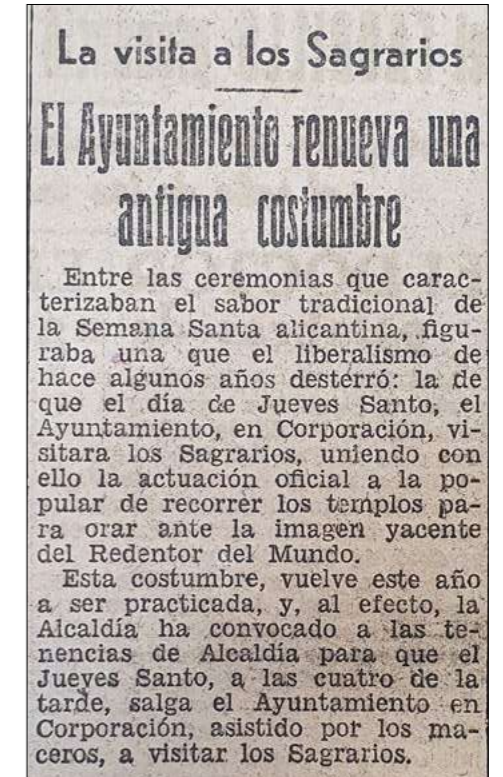 La visita a los Sagrarios
El Ayuntamiento renueva una
antigua costumbre
Entre las ceremonias que carac-
terizaban el sabor tradicional de
la Semana Santa alicantina, figu-
raba una que el liberalismo de
hace algunos años desterró: la de
que el día de Jueves Santo, el
Ayuntamiento, en Corporación, vi-
sitara los Sagrarios, uniendo con
ello la actuación oficial a la po-
pular de recorrer los templos pa-
ra orar ante la imagen yacente
del Redentor del Mundo.
Esta costumbre, vuelve este año
a ser practicada, y, al efecto, la
Alcaldía ha convocado a las te-
nencias de Alcaldía para que el
Jueves Santo, a las cuatro de la
tarde, salga el Ayuntamiento en
Corporación, asistido por los ma-
ceros, a visitar los Sagrarios.